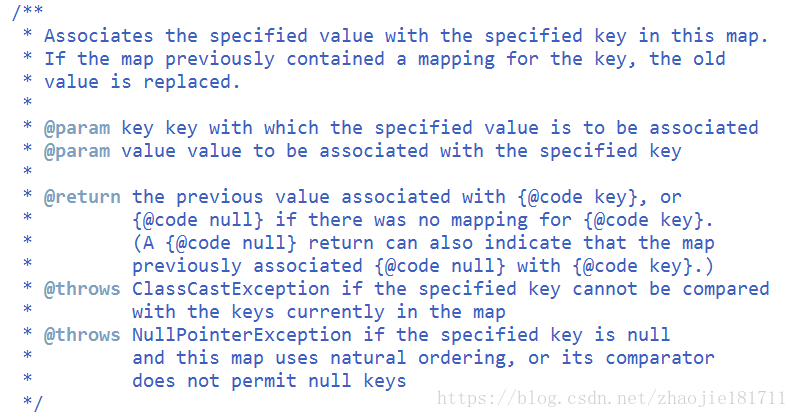 /**
* Associates the specified value with the specified key in this map.
* If the map previously contained a mapping for the key, the old
* value is replaced.
*
* @param key key with which the specified value is to be associated
* @param value value to be associated with the specified key
*
* @return the previous value associated with {@code key}, or
* {@code null} if there was no mapping for {@code key}.
* (A {@code null} return can also indicate that the map
* previously associated {@code null} with {@code key}.)
* @throws ClassCastException if the specified key cannot be compared
* with the keys currently in the map
* @throws NullPointerException if the specified key is null
* and this map uses natural ordering, or its comparator
* does not permit null keys
*/
https://blog.csdn.net/zhaojie181711